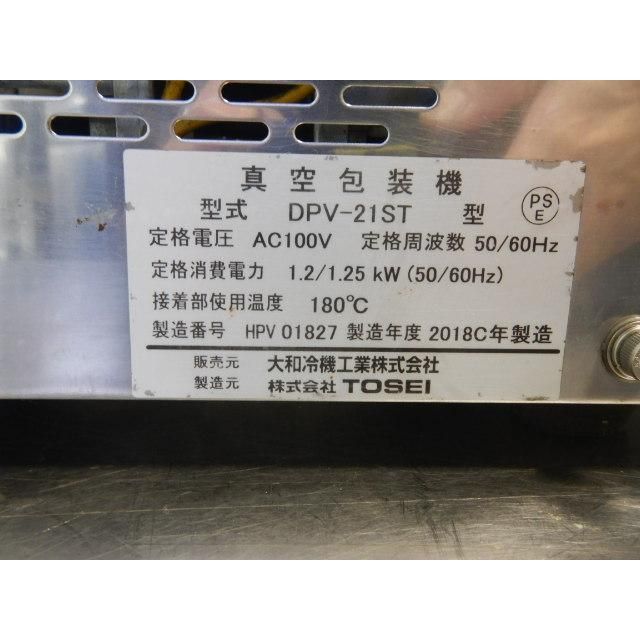 真空包装機
型式 DPV-21ST 型 PS E
定格電圧 AC100V 定格周波数 50/60Hz
定格消費電力 1.2/1.25 kW (50/60Hz)
接着部使用温度 180℃
製造番号 HPV 01827 製造年度 2018C年製造
販売元 大和冷機工業株式会社
製造元 株式会社 TOSEI